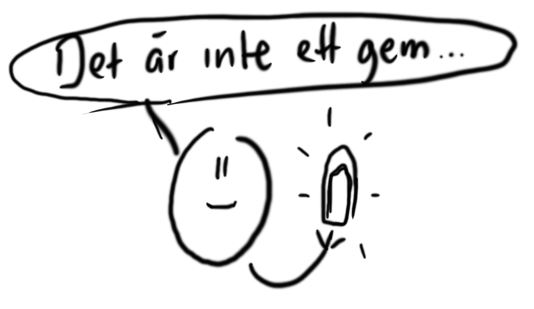 Det är inte ett gem...